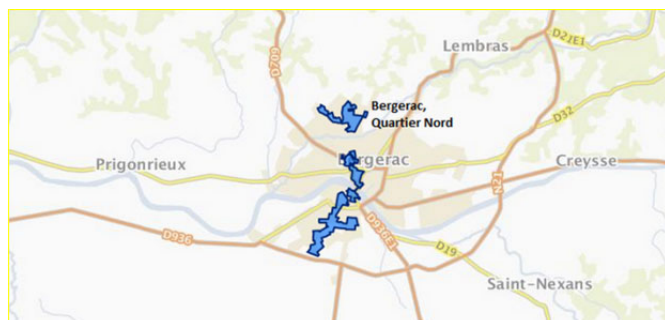 D709
Lembras
D21E1
Bergerac,
Quartier Nord
D32
Prigonrieux
Bergerac
Creysse
N21
D936
D936E1
D19
Saint-Nexans